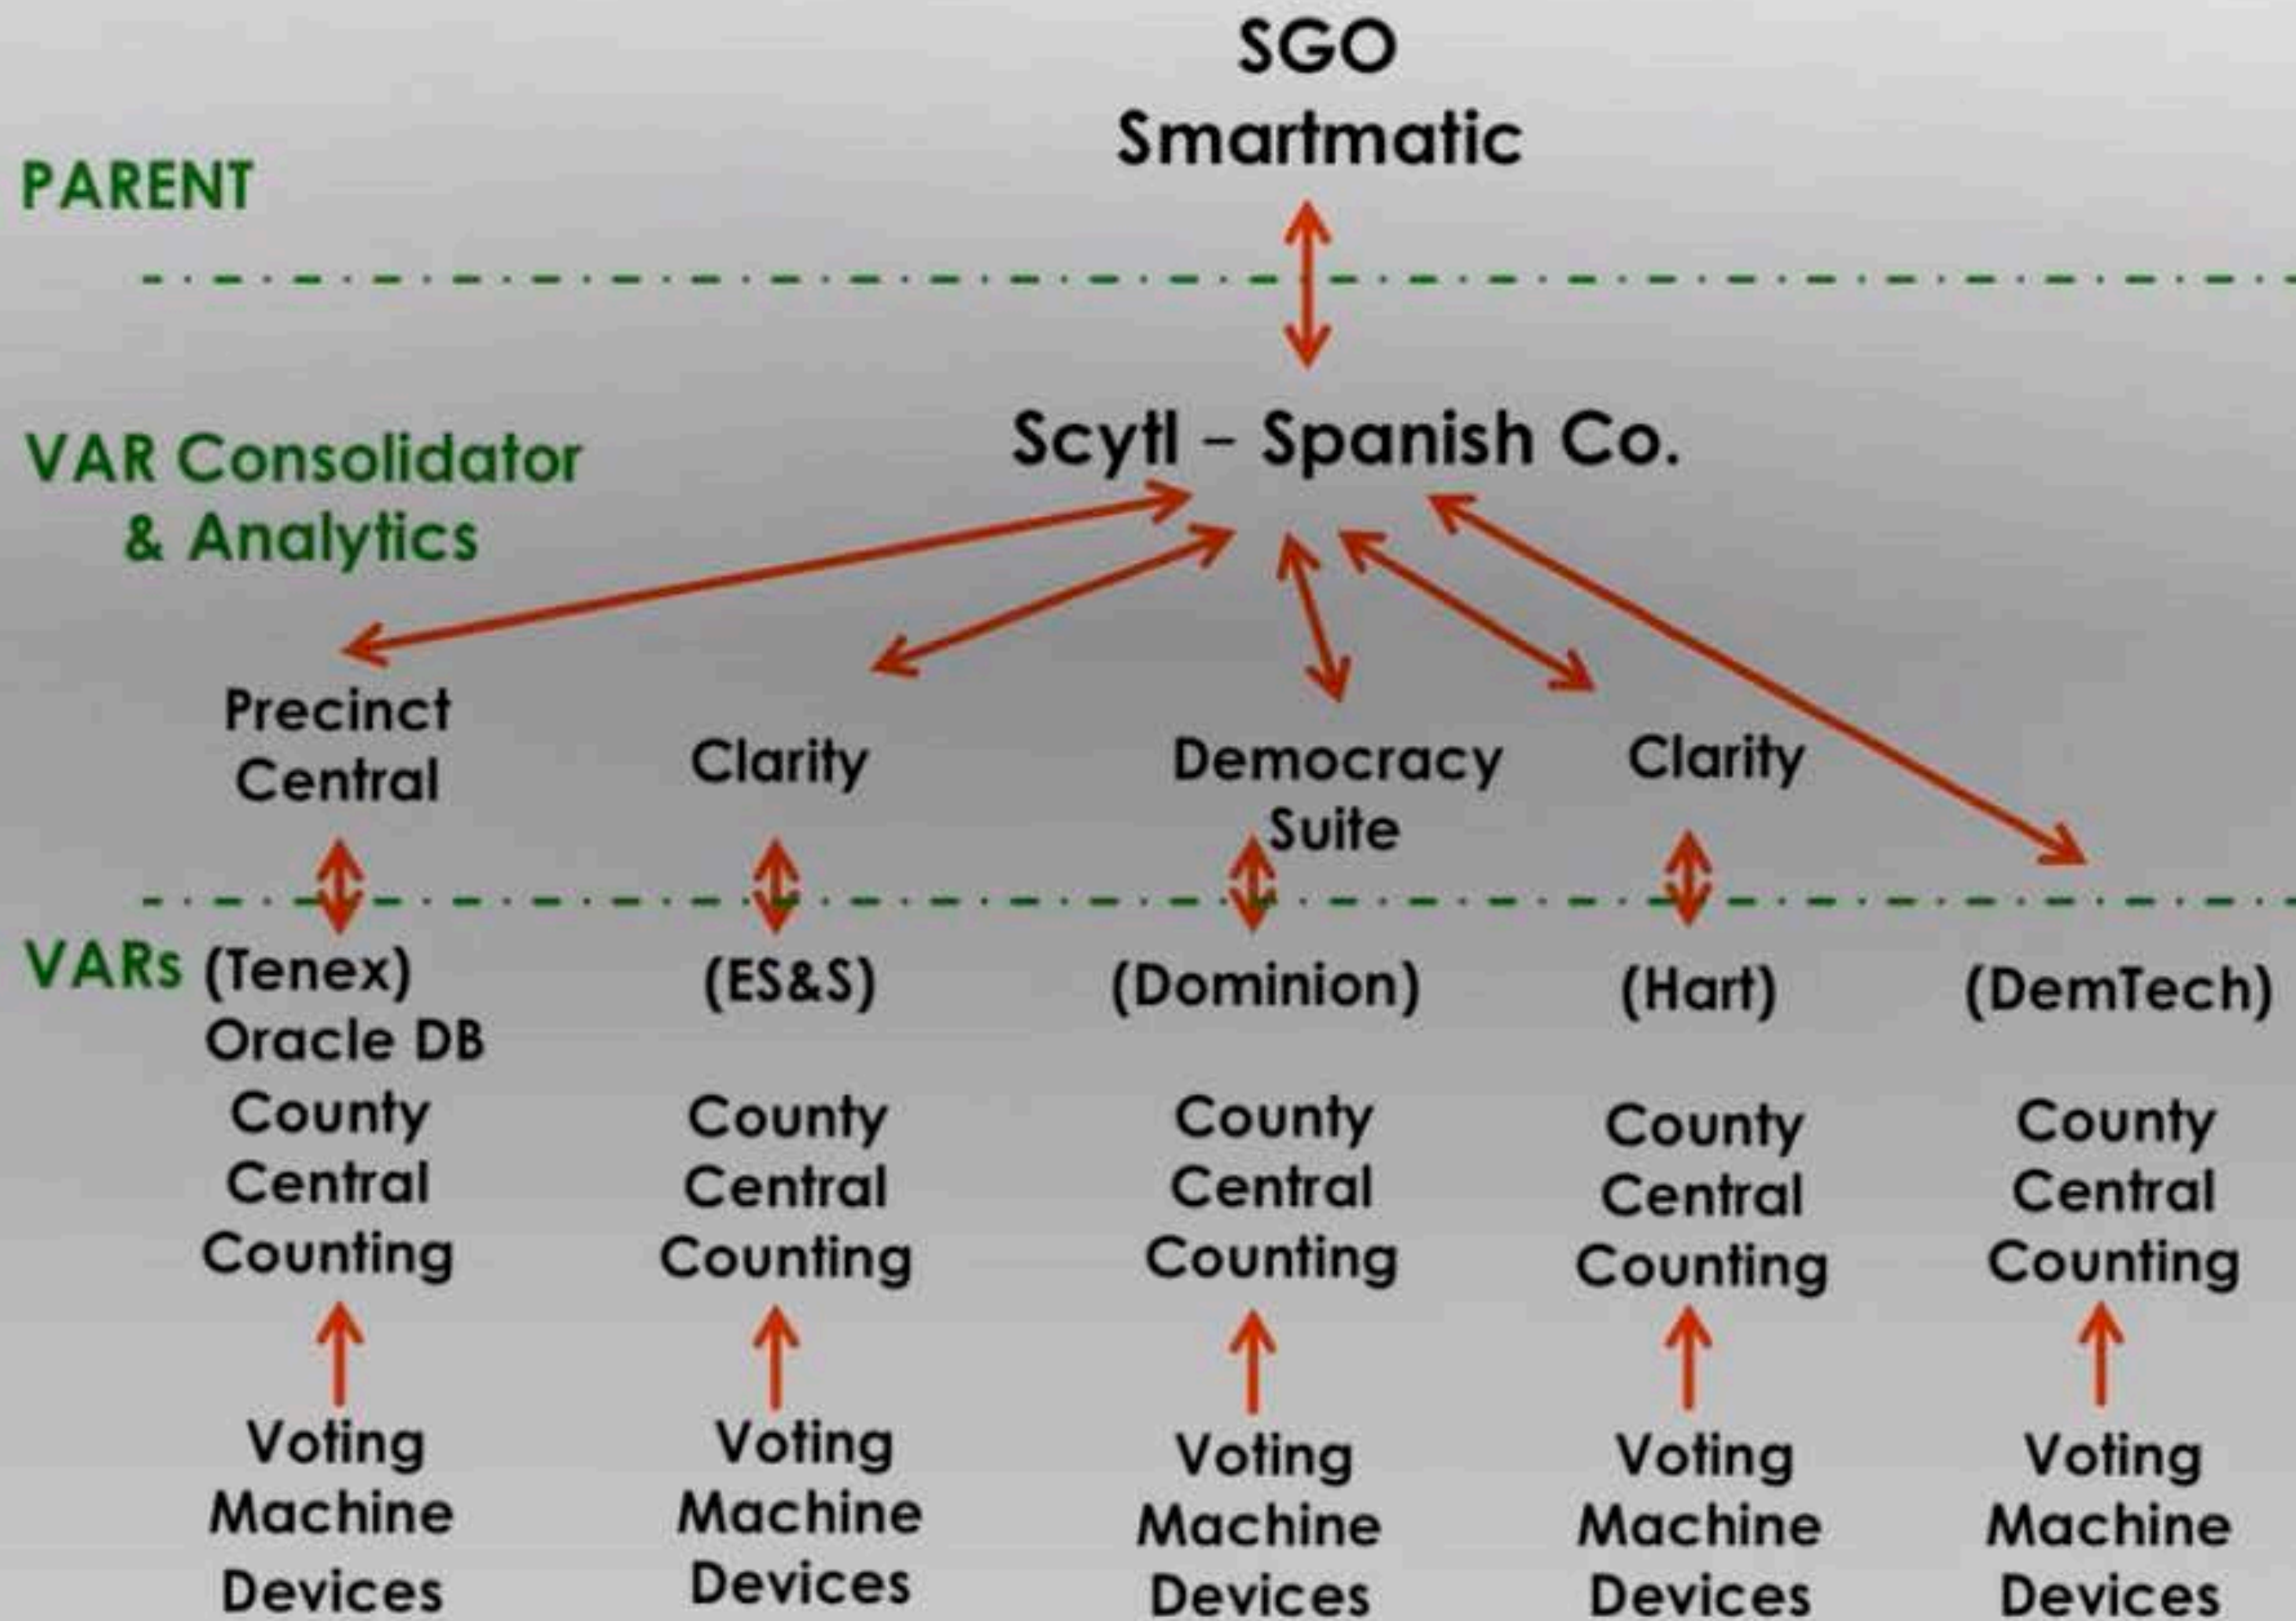 SGO
Smartmatic
PARENT
Scytl – Spanish Co.
VAR Consolidator
& Analytics
Precinct
Central
Clarity
Democracy
Suite
Clarity
VARs
(Tenex)
Oracle DB
County
Central
Counting
(ES&S)
County
Central
Counting
(Dominion)
County
Central
Counting
(Hart)
County
Central
Counting
(DemTech)
County
Central
Counting
Voting
Machine
Devices
Voting
Machine
Devices
Voting
Machine
Devices
Voting
Machine
Devices
Voting
Machine
Devices